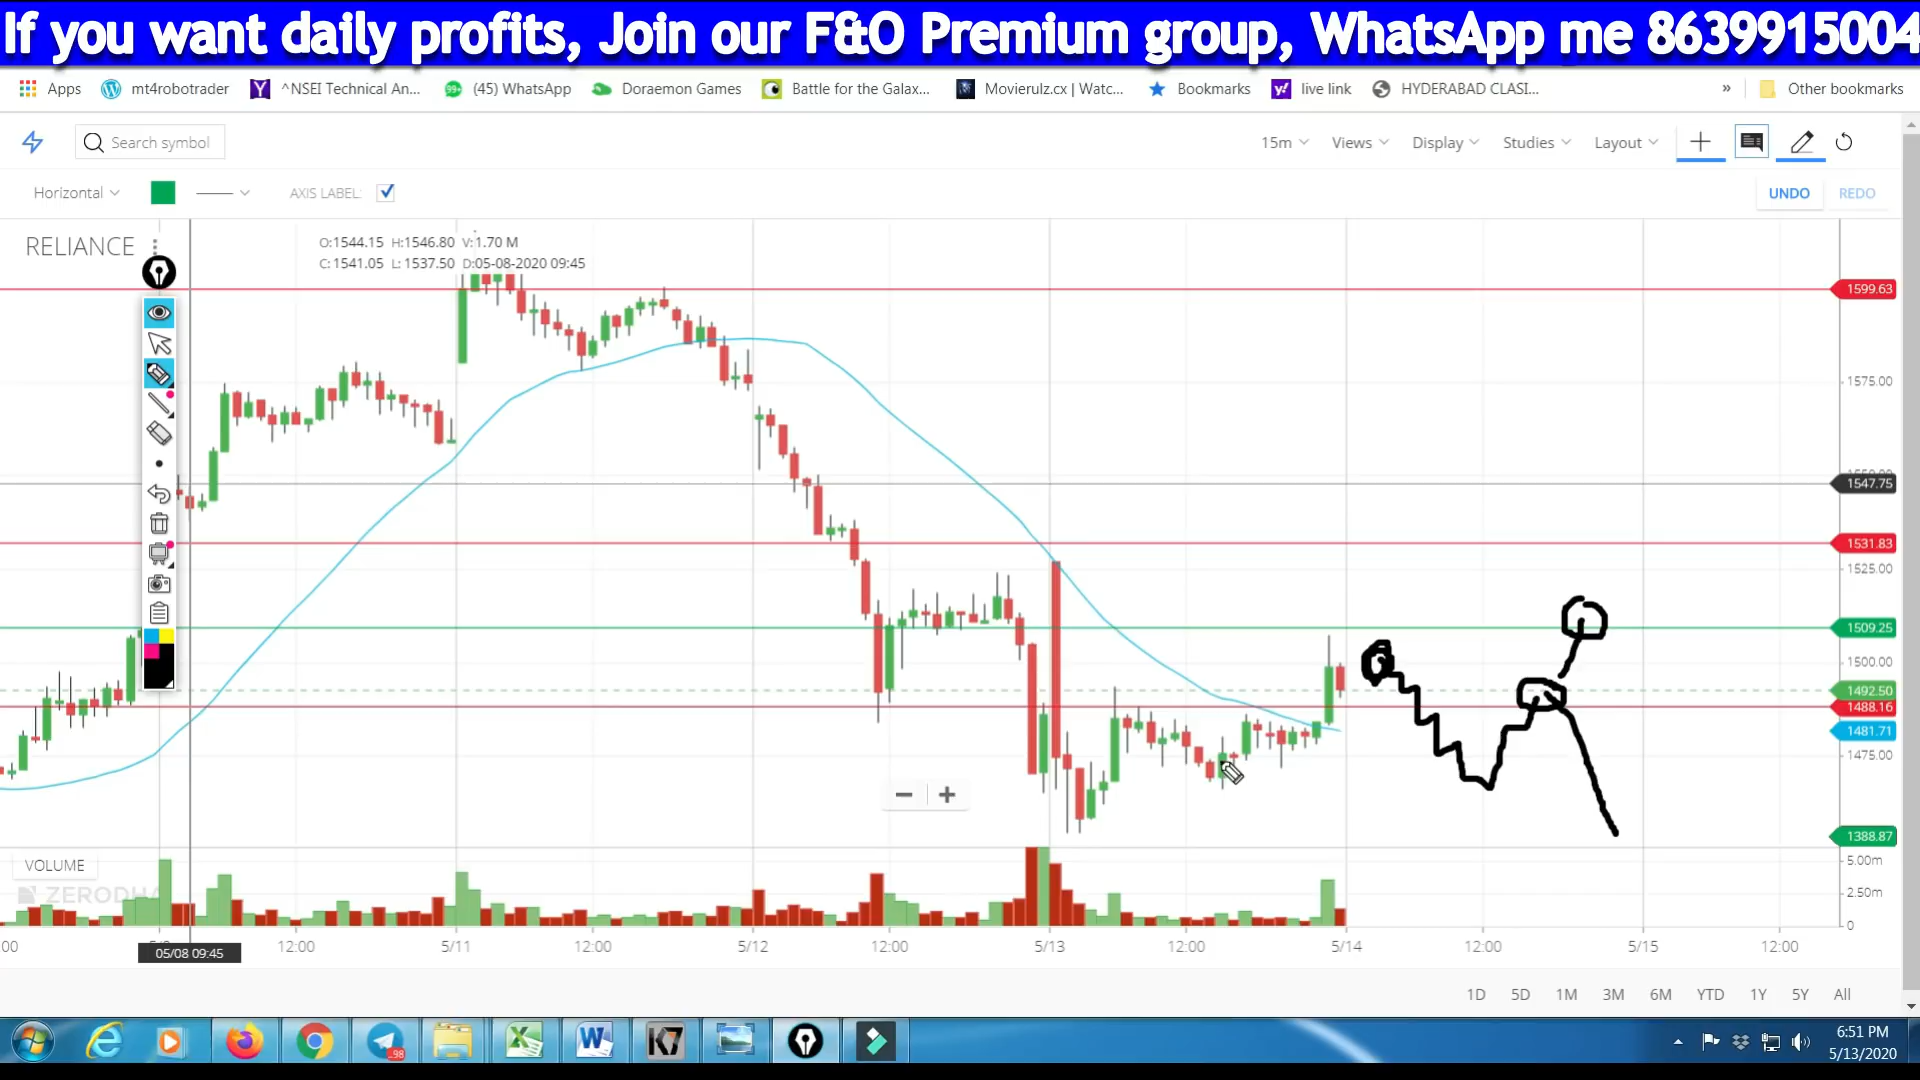 If you want daily profits, Join our F&O Premium group, WhatsApp me 8639915004
Apps mt4robotrader ^NSEI Technical An... (45) WhatsApp Doraemon Games Battle for the Galax... Movierulz.cx | Watc... Bookmarks live link HYDERABAD CLASI... » Other bookmarks
Search symbol 15m Views Display Studies Layout
Horizontal AXIS LABEL: UNDO REDO
RELIANCE O:1544.15 H:1546.80 V:1.70 M
C:1541.05 L:1537.50 D:05-08-2020 09:45
1599.63
1575.00
1547.75
1531.83
1525.00
1509.25
1500.00
1492.50
1488.16
1481.71
1475.00
1388.87
VOLUME 5.00m
ZERODHA 2.50m
0
:00 12:00 5/11 12:00 5/12 12:00 5/13 12:00 5/14 12:00 5/15 12:00
05/08 09:45
1D 5D 1M 3M 6M YTD 1Y 5Y All
98 K7 6:51 PM
5/13/2020